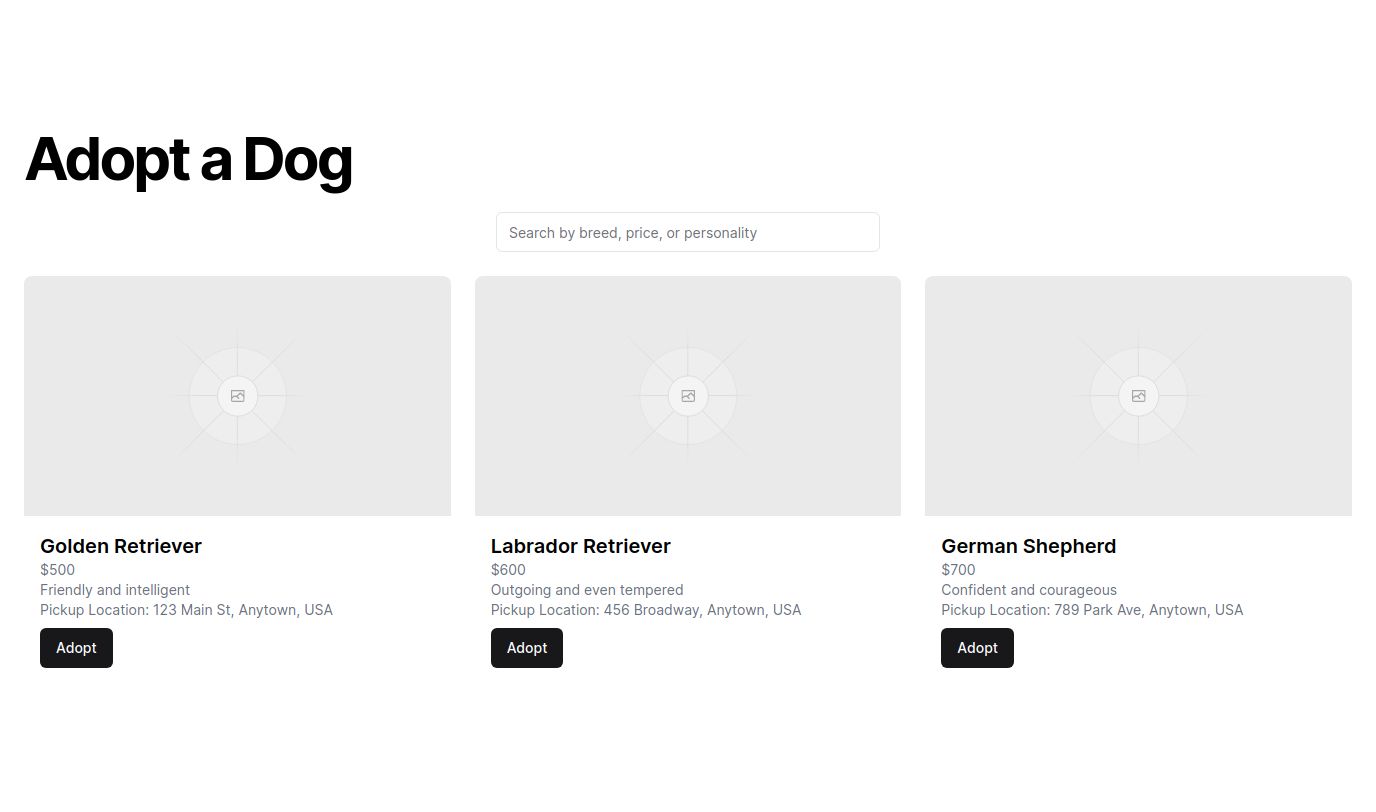 Adopt a Dog
Search by breed, price, or personality
Golden Retriever
$500
Friendly and intelligent
Pickup Location: 123 Main St, Anytown, USA
Adopt
Labrador Retriever
$600
Outgoing and even tempered
Pickup Location: 456 Broadway, Anytown, USA
Adopt
German Shepherd
$700
Confident and courageous
Pickup Location: 789 Park Ave, Anytown, USA
Adopt